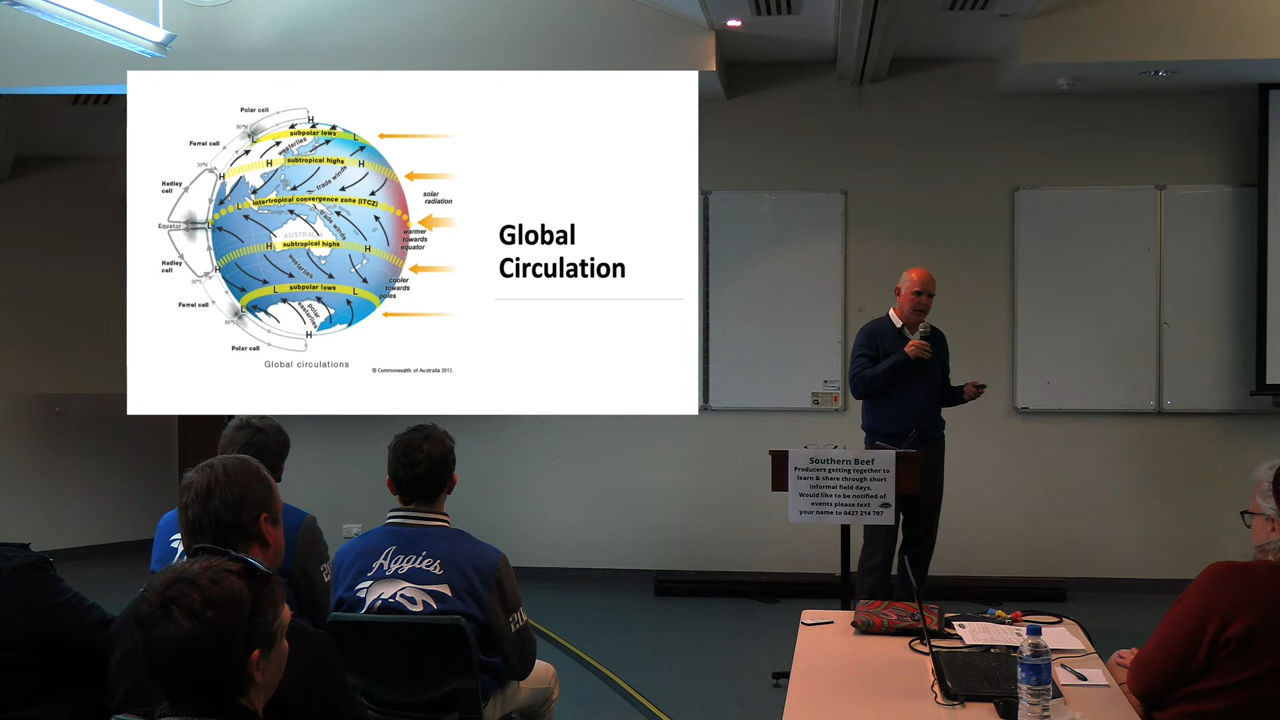 Polar cell
60°N
H
L
subpolar lows
L
Ferrel cell
westerlies
30°N
H
H
subtropical highs
H
Hadley
cell
trade winds
solar
radiation
L
intertropical convergence zone (ITCZ)
Equator
L
trade winds
AUSTRALIA
warmer
towards
equator
H
subtropical highs
H
Hadley
cell
H
westerlies
30°S
cooler
towards
poles
L
subpolar lows
L
Ferrel cell
L
60°S
polar
easterlies
H
Polar cell
Global circulations
© Commonwealth of Australia 2013.
Global
Circulation
Southern Beef
Producers getting together to
learn & share through short
informal field days.
Would like to be notified of
events please text
your name to 0427 214 707
Aggies